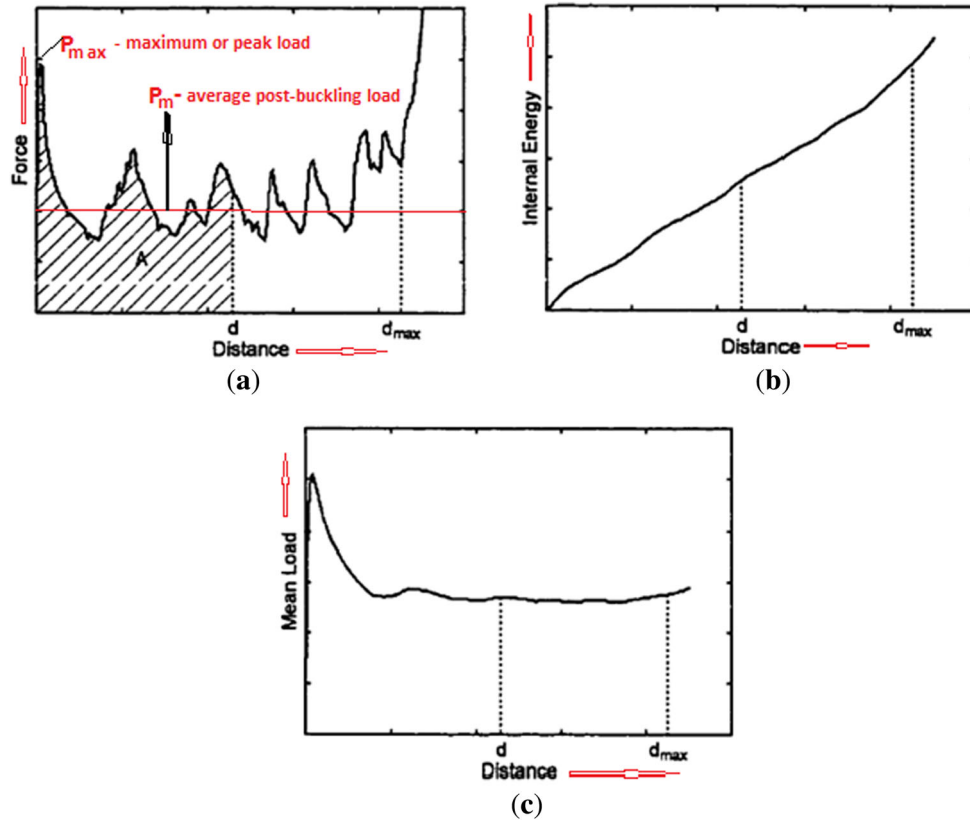 Pmax - maximum or peak load
Pm- average post-buckling load
Force
A
d
dmax
Distance
(a)
Internal Energy
d
dmax
Distance
(b)
Mean Load
d
dmax
Distance
(c)